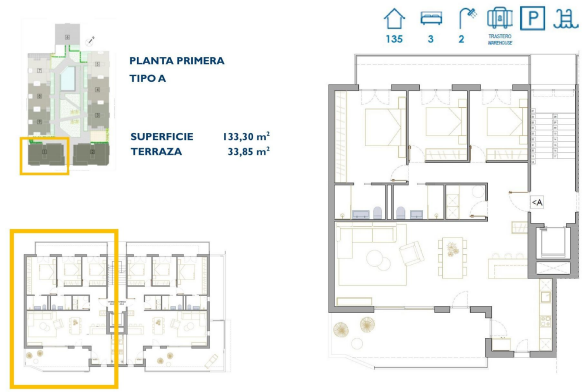 PLANTA PRIMERA
TIPO A
SUPERFICIE 133,30 m²
TERRAZA 33,85 m²
135
3
2
TRASTERO
WAREHOUSE
P
<A